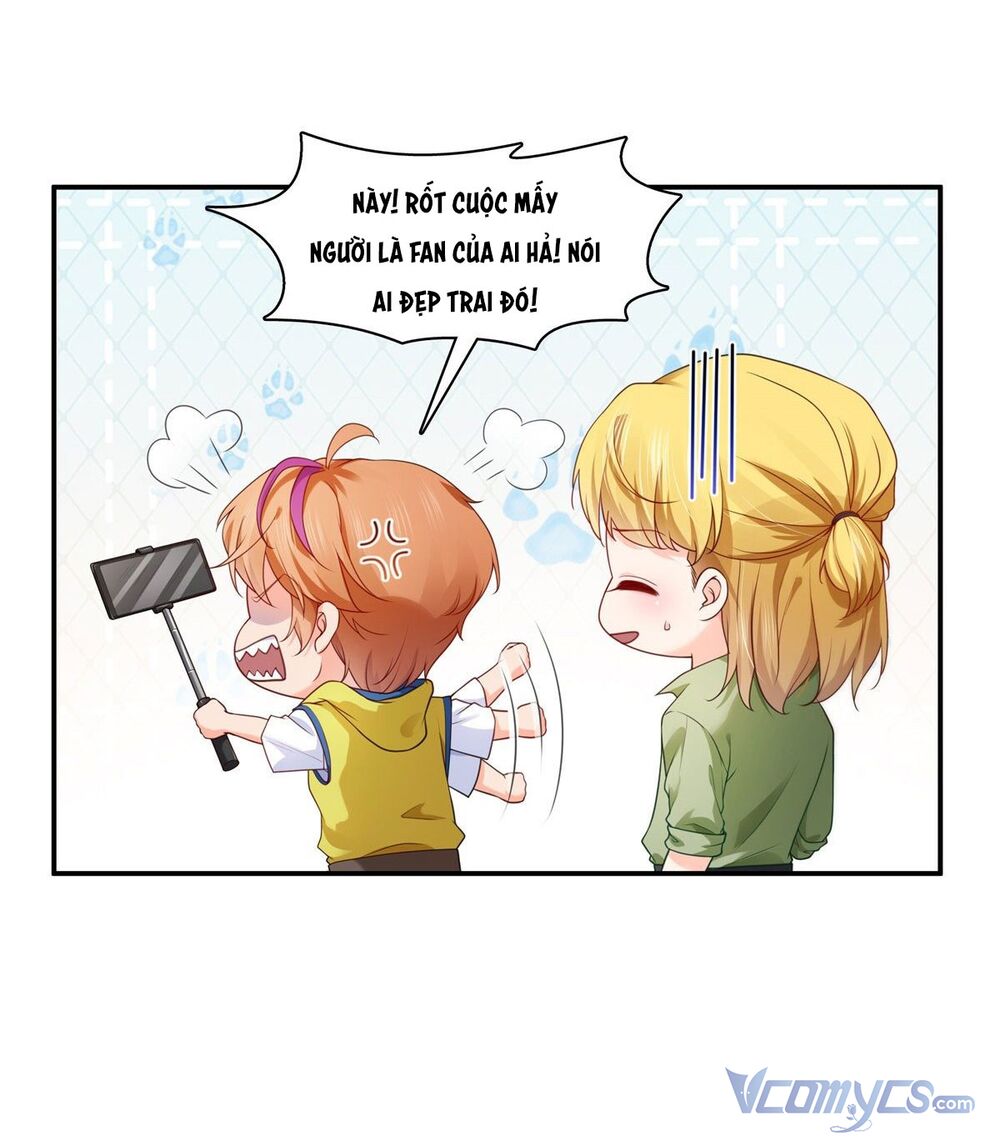 NÀY! RỐT CUỘC MẤY
NGƯỜI LÀ FAN CỦA AI HẢ! NÓI
AI ĐẸP TRAI ĐÓ!
VCOMYCS.com